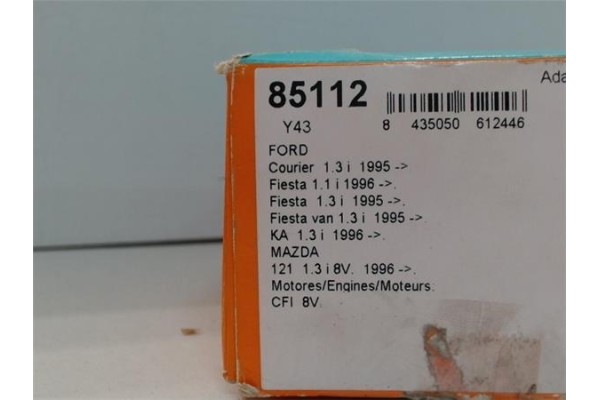 85112
Ada
Y43
8 435050 612446
FORD
Courier 1.3 i 1995 ->.
Fiesta 1.1 i 1996 ->.
Fiesta 1.3 i 1995 ->.
Fiesta van 1.3 i 1995 ->.
KA 1.3 i 1996 ->.
MAZDA
121 1.3 i 8V. 1996 ->.
Motores/Engines/Moteurs.
CFI 8V.